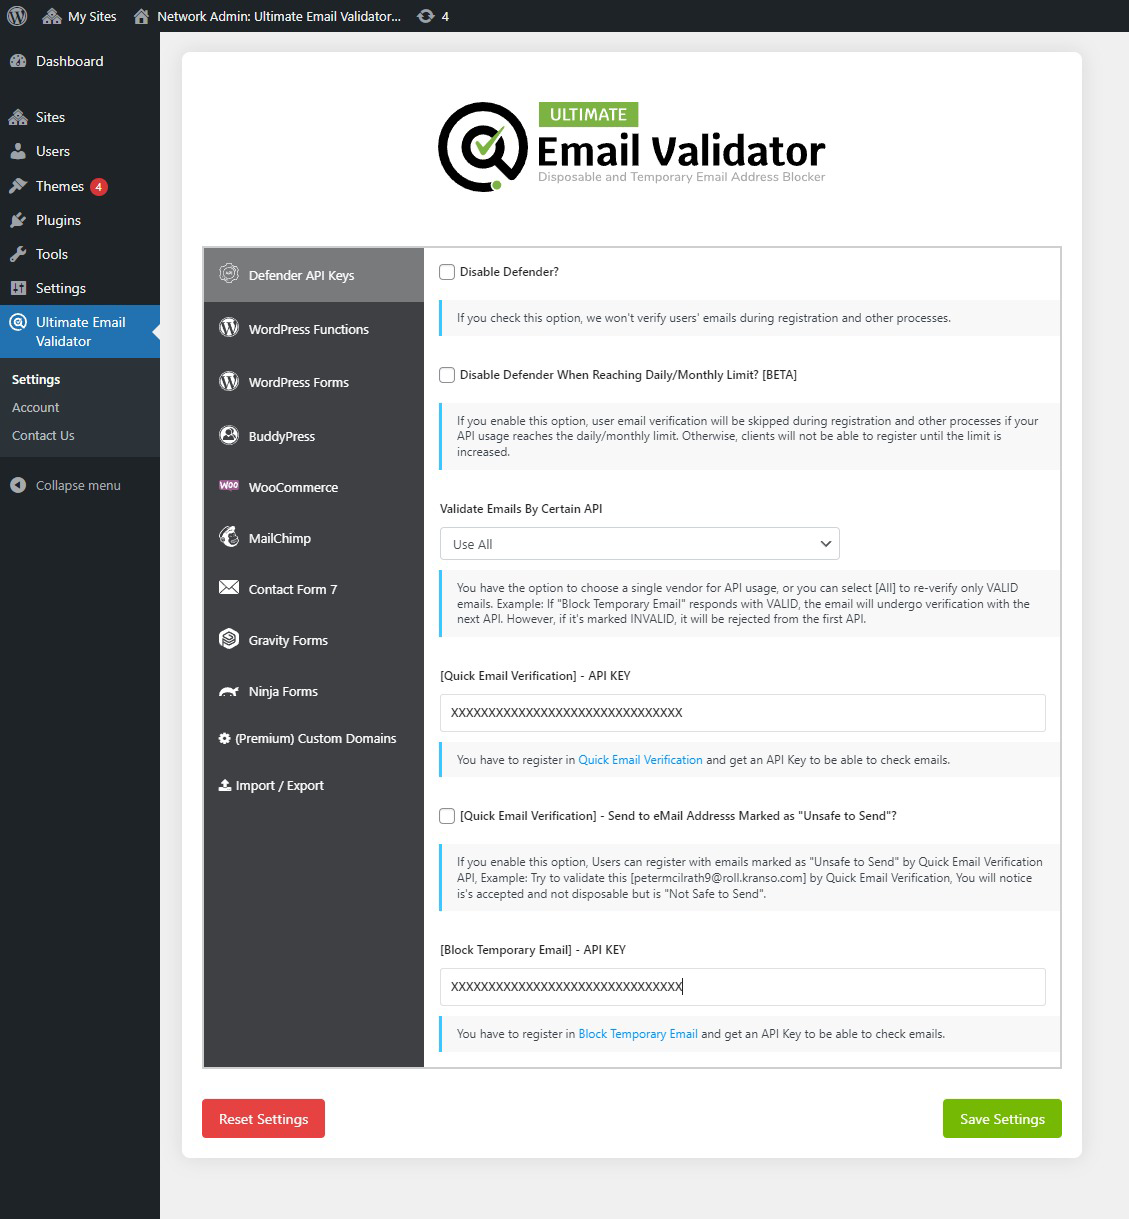 My Sites
Network Admin: Ultimate Email Validator...
4
Dashboard
Sites
Users
Themes 4
Plugins
Tools
Settings
Ultimate Email
Validator
Settings
Account
Contact Us
Collapse menu
ULTIMATE
Email Validator
Disposable and Temporary Email Address Blocker
Defender API Keys
WordPress Functions
WordPress Forms
BuddyPress
Woo WooCommerce
MailChimp
Contact Form 7
Gravity Forms
Ninja Forms
(Premium) Custom Domains
Import / Export
Disable Defender?
If you check this option, we won't verify users' emails during registration and other processes.
Disable Defender When Reaching Daily/Monthly Limit? [BETA]
If you enable this option, user email verification will be skipped during registration and other processes if your
API usage reaches the daily/monthly limit. Otherwise, clients will not be able to register until the limit is
increased.
Validate Emails By Certain API
Use All
You have the option to choose a single vendor for API usage, or you can select [All] to re-verify only VALID
emails. Example: If "Block Temporary Email" responds with VALID, the email will undergo verification with the
next API. However, if it's marked INVALID, it will be rejected from the first API.
[Quick Email Verification] - API KEY
XXXXXXXXXXXXXXXXXXXXXXXXXXXXXXX
You have to register in Quick Email Verification and get an API Key to be able to check emails.
[Quick Email Verification] - Send to eMail Addresss Marked as "Unsafe to Send"?
If you enable this option, Users can register with emails marked as "Unsafe to Send" by Quick Email Verification
API, Example: Try to validate this [petermcilrath9@roll.kranso.com] by Quick Email Verification, You will notice
is's accepted and not disposable but is "Not Safe to Send".
[Block Temporary Email] - API KEY
XXXXXXXXXXXXXXXXXXXXXXXXXXXXXXX
You have to register in Block Temporary Email and get an API Key to be able to check emails.
Reset Settings
Save Settings